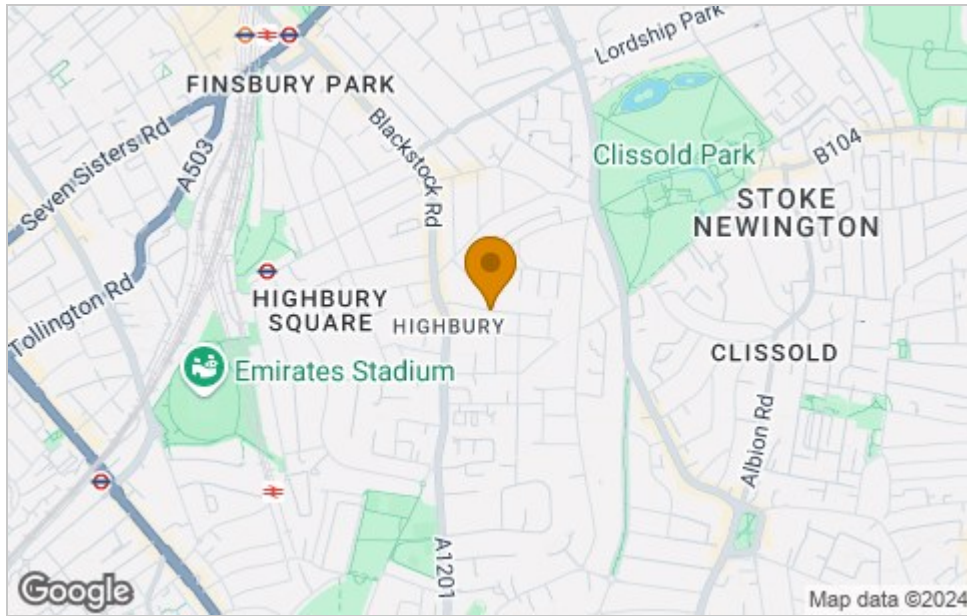 Lordship Park
FINSBURY PARK
Blackstock Rd
Seven Sisters Rd
A503
Clissold Park
B104
STOKE
NEWINGTON
Tollington Rd
HIGHBURY
SQUARE
HIGHBURY
CLISSOLD
Emirates Stadium
Albion Rd
A1201
Google
Map data ©2024